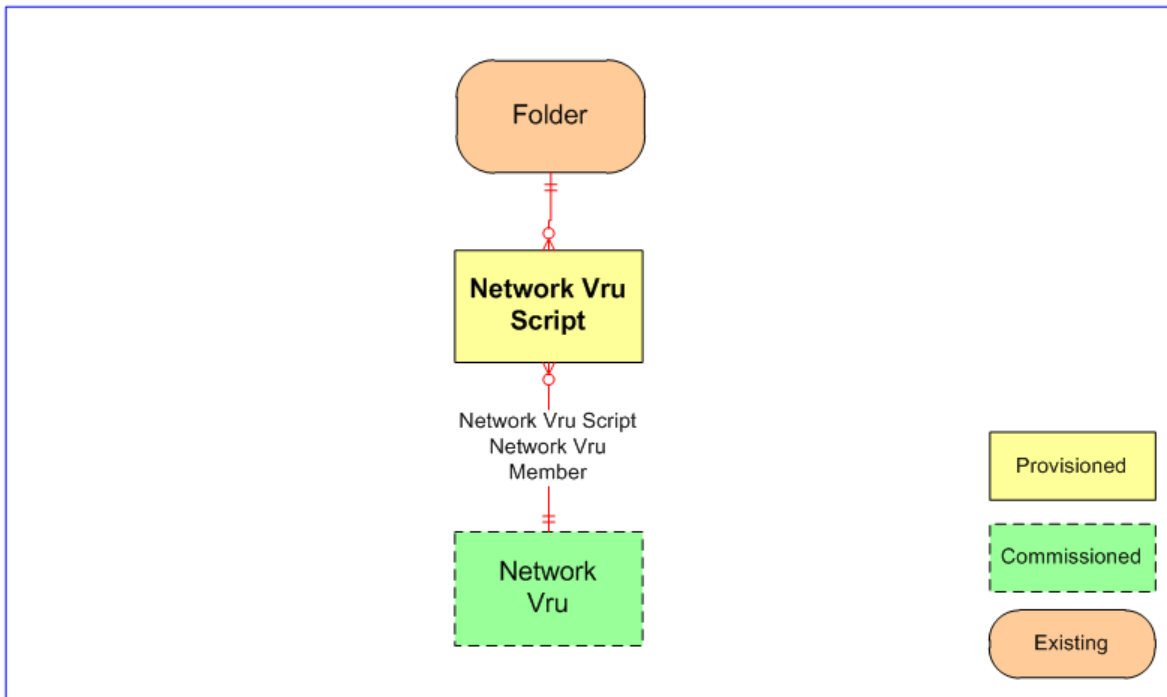 Folder
Network Vru
Script
Network Vru Script
Network Vru
Member
Network
Vru
Provisioned
Commissioned
Existing